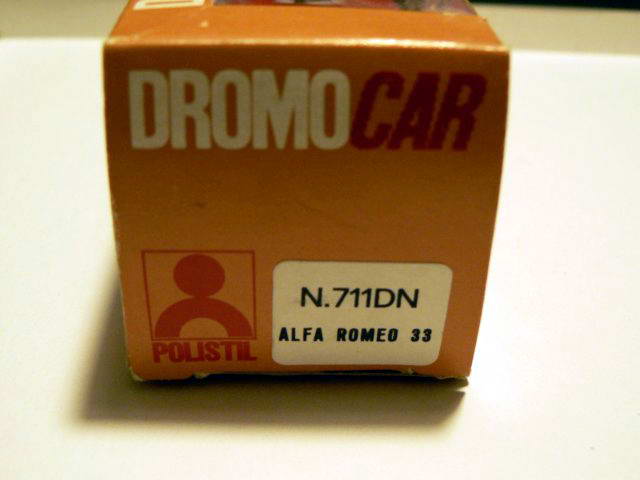 DROMOCAR
N.711DN
ALFA ROMEO 33
POLISTIL